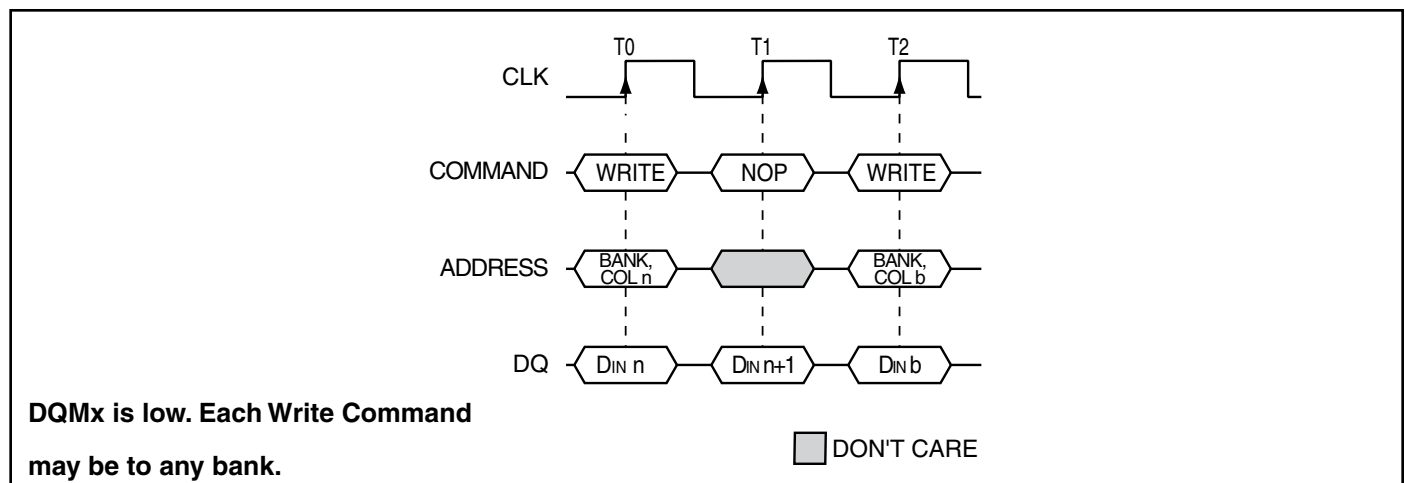 T0 T1 T2
CLK
COMMAND WRITE NOP WRITE
ADDRESS BANK, COL n BANK, COL b
DQ DIN n DIN n+1 DIN b
DQMx is low. Each Write Command
may be to any bank.
DON'T CARE